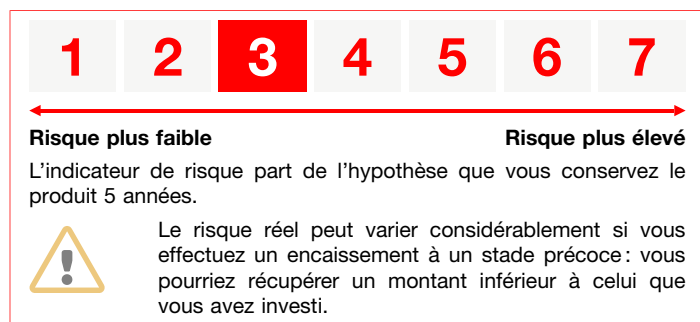 1 2 3 4 5 6 7
Risque plus faible Risque plus élevé
L'indicateur de risque part de l'hypothèse que vous conservez le
produit 5 années.
Le risque réel peut varier considérablement si vous
effectuez un encaissement à un stade précoce : vous
pourriez récupérer un montant inférieur à celui que
vous avez investi.